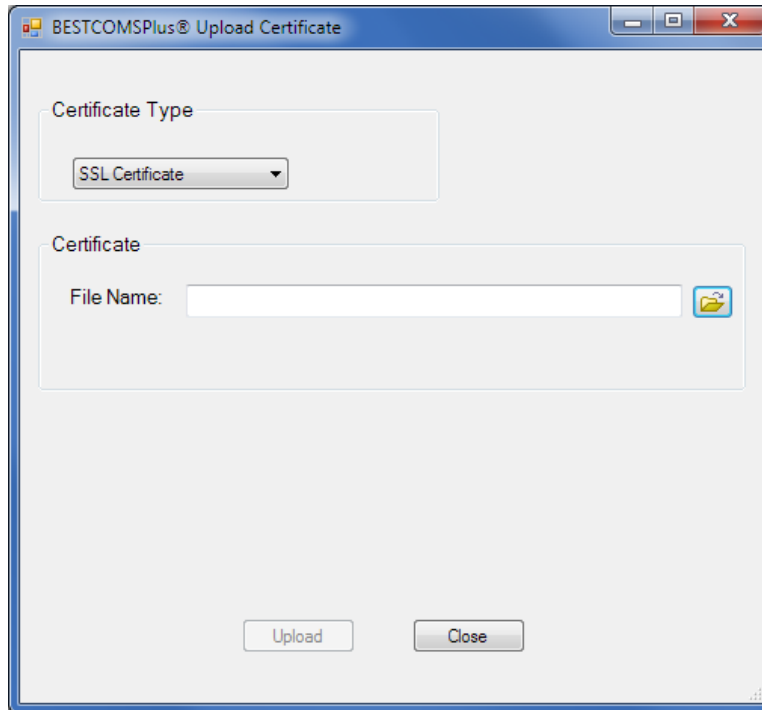 BESTCOMSPlus® Upload Certificate
Certificate Type
SSL Certificate
Certificate
File Name:
Upload
Close